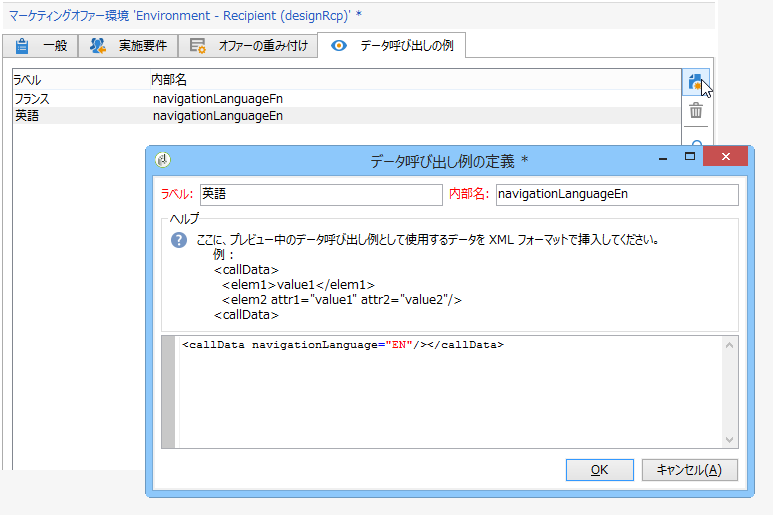 マーケティングオファー環境 'Environment - Recipient (designRcp)' *
一般 実施要件 オファーの重み付け データ呼び出しの例
ラベル 内部名
フランス navigationLanguageFn
英語 navigationLanguageEn
データ呼び出し例の定義 *
ラベル: 英語 内部名: navigationLanguageEn
ヘルプ
ここに、プレビュー中のデータ呼び出し例として使用するデータを XML フォーマットで挿入してください。
例：
<callData>
<elem1>value1</elem1>
<elem2 attr1="value1" attr2="value2"/>
<callData>
<callData navigationLanguage="EN"/></callData>
OK キャンセル(A)